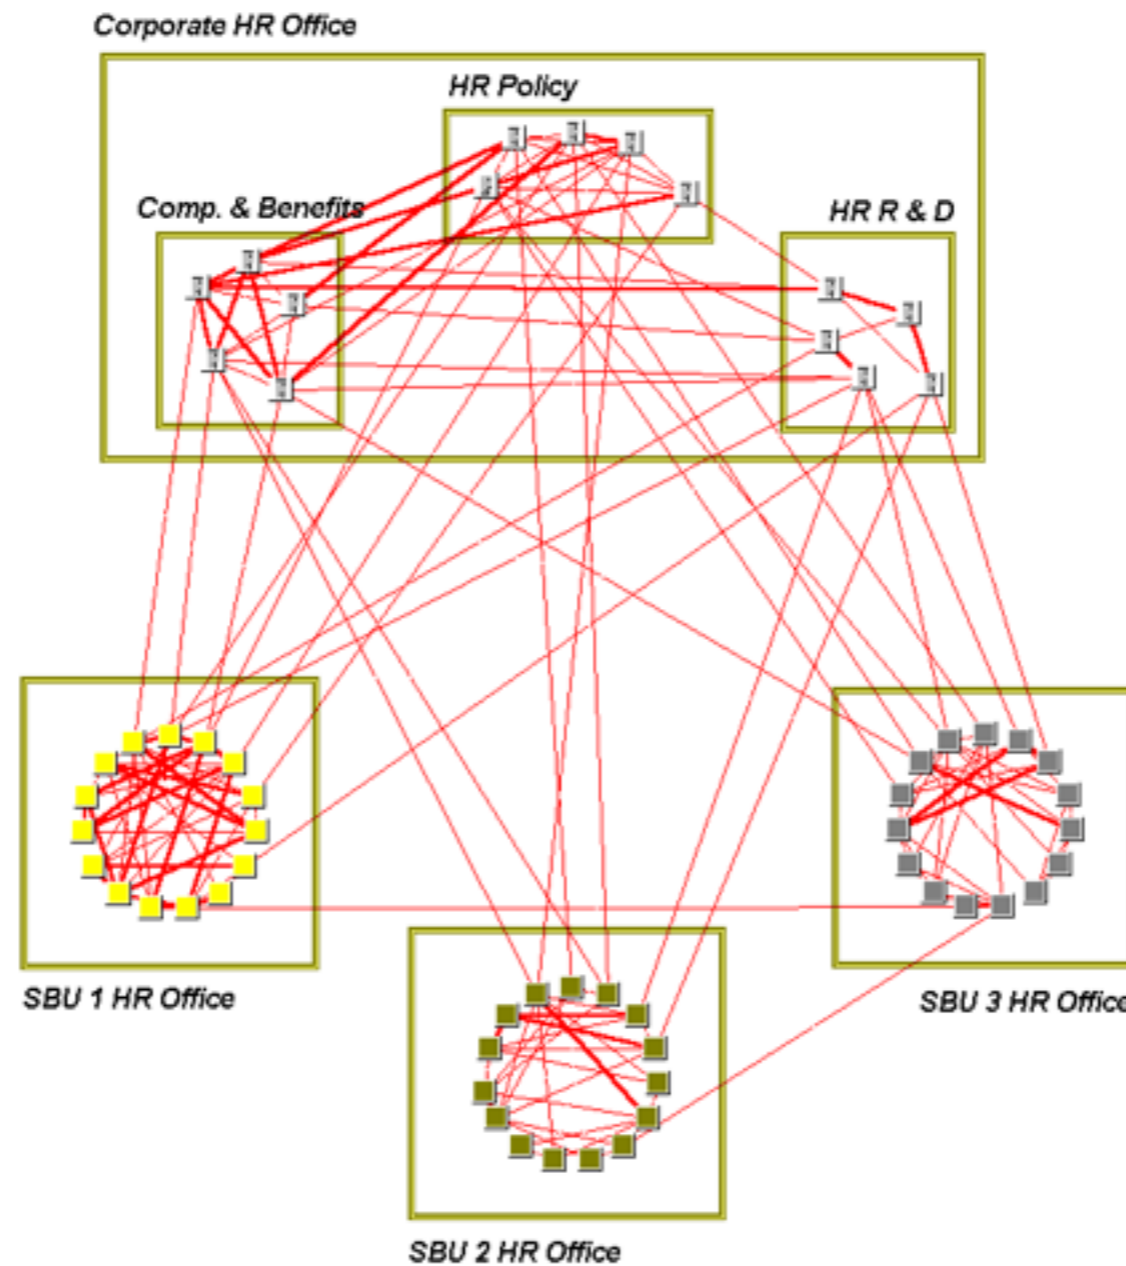 Corporate HR Office
HR Policy
Comp. & Benefits
HR R & D
SBU 1 HR Office
SBU 3 HR Office
SBU 2 HR Office